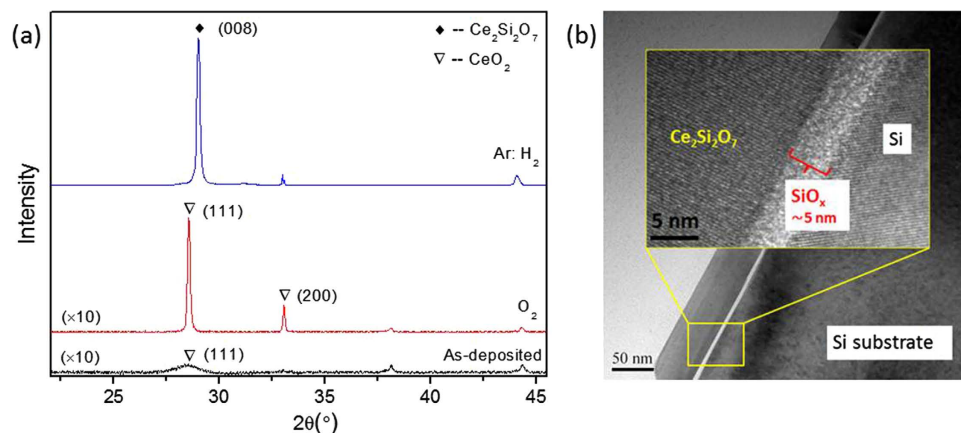 (a)
(008)
◆ -- Ce₂Si₂O₇
▽ -- CeO₂
Ar: H₂
(111)
(200)
(×10)
O₂
(×10)
(111)
As-deposited
Intensity
25 30 35 40 45
2θ(°)
(b)
Ce₂Si₂O₇
Si
SiOₓ
~5 nm
5 nm
50 nm
Si substrate